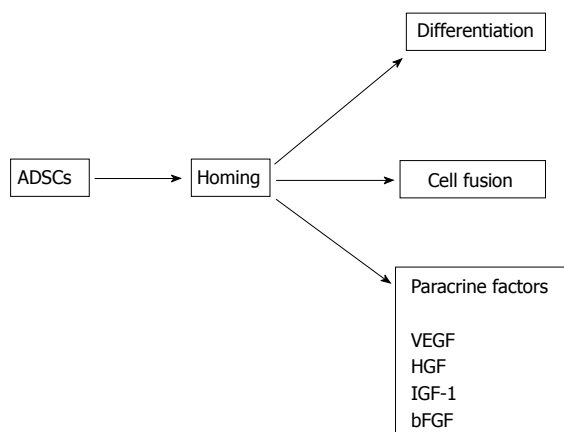 Differentiation
ADSCs
Homing
Cell fusion
Paracrine factors
VEGF
HGF
IGF-1
bFGF